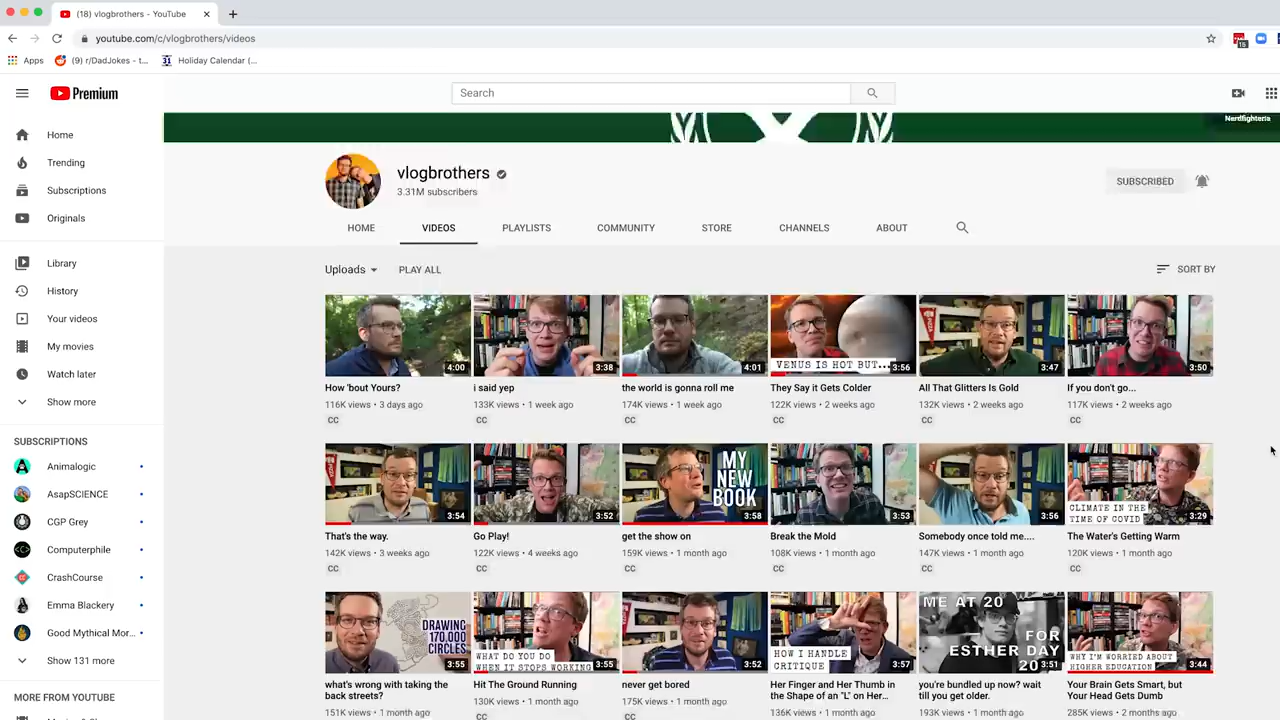 (18) vlogbrothers - YouTube
youtube.com/c/vlogbrothers/videos
15
Apps
(9) r/DadJokes - t...
31
Holiday Calendar (...
Premium
Search
Nerdfighteria
Home
Trending
Subscriptions
Originals
Library
History
Your videos
My movies
Watch later
Show more
SUBSCRIPTIONS
Animalogic
AsapSCIENCE
CGP Grey
Computerphile
CrashCourse
Emma Blackery
Good Mythical Mor...
Show 131 more
MORE FROM YOUTUBE
vlogbrothers
3.31M subscribers
SUBSCRIBED
HOME VIDEOS PLAYLISTS COMMUNITY STORE CHANNELS ABOUT
Uploads PLAY ALL SORT BY
4:00
How 'bout Yours?
116K views • 3 days ago
CC
3:38
i said yep
133K views • 1 week ago
CC
4:01
the world is gonna roll me
174K views • 1 week ago
CC
VENUS IS HOT BUT...
3:56
They Say it Gets Colder
122K views • 2 weeks ago
CC
3:47
All That Glitters Is Gold
132K views • 2 weeks ago
CC
3:50
If you don't go...
117K views • 2 weeks ago
CC
3:54
That's the way.
142K views • 3 weeks ago
CC
3:52
Go Play!
122K views • 4 weeks ago
CC
MY
NEW
BOOK
3:58
get the show on
159K views • 1 month ago
CC
3:53
Break the Mold
108K views • 1 month ago
CC
3:56
Somebody once told me....
147K views • 1 month ago
CC
CLIMATE IN THE
TIME OF COVID
3:29
The Water's Getting Warm
120K views • 1 month ago
CC
DRAWING
170,000
CIRCLES
3:55
what's wrong with taking the
back streets?
151K views • 1 month ago
WHAT DO YOU DO
WHEN IT STOPS WORKING
3:55
Hit The Ground Running
130K views • 1 month ago
CC
3:52
never get bored
175K views • 1 month ago
CC
HOW I HANDLE
CRITIQUE
3:57
Her Finger and Her Thumb in
the Shape of an "L" on Her...
136K views • 1 month ago
ME AT 20
FOR
ESTHER DAY
20
3:51
you're bundled up now? wait
till you get older.
193K views • 1 month ago
WHY I'M WORRIED ABOUT
HIGHER EDUCATION
3:44
Your Brain Gets Smart, but
Your Head Gets Dumb
285K views • 2 months ago